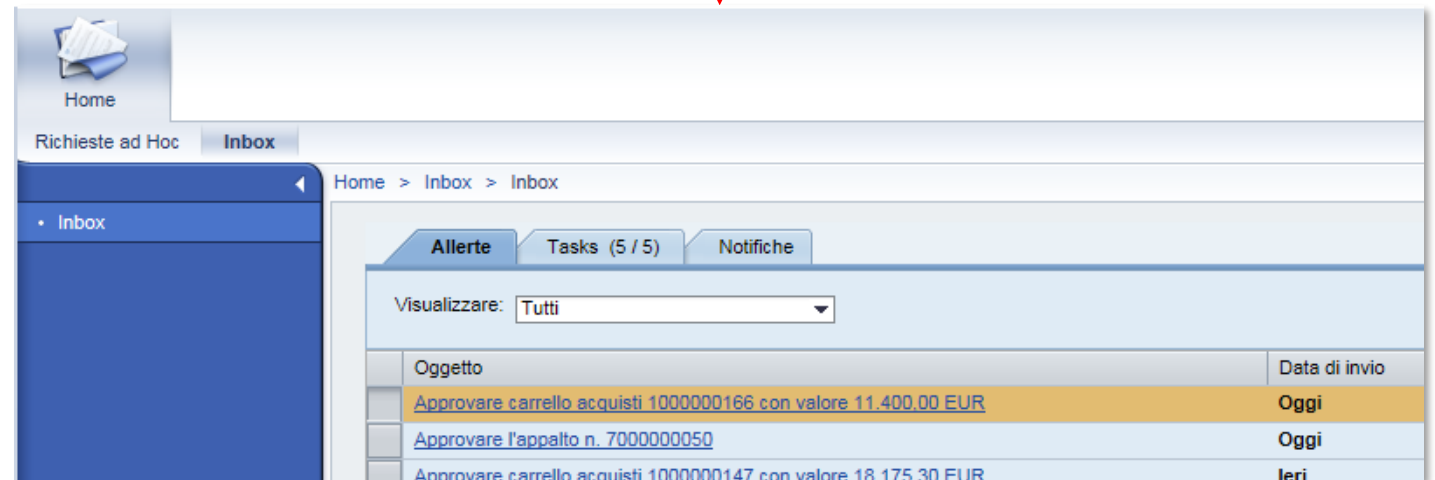 Home
Richieste ad Hoc Inbox
Home > Inbox > Inbox
• Inbox
Allerte Tasks (5 / 5) Notifiche
Visualizzare: Tutti
Oggetto Data di invio
Approvare carrello acquisti 1000000166 con valore 11.400,00 EUR Oggi
Approvare l'appalto n. 7000000050 Oggi
Approvare carrello acquisti 1000000147 con valore 18.175,30 EUR Ieri